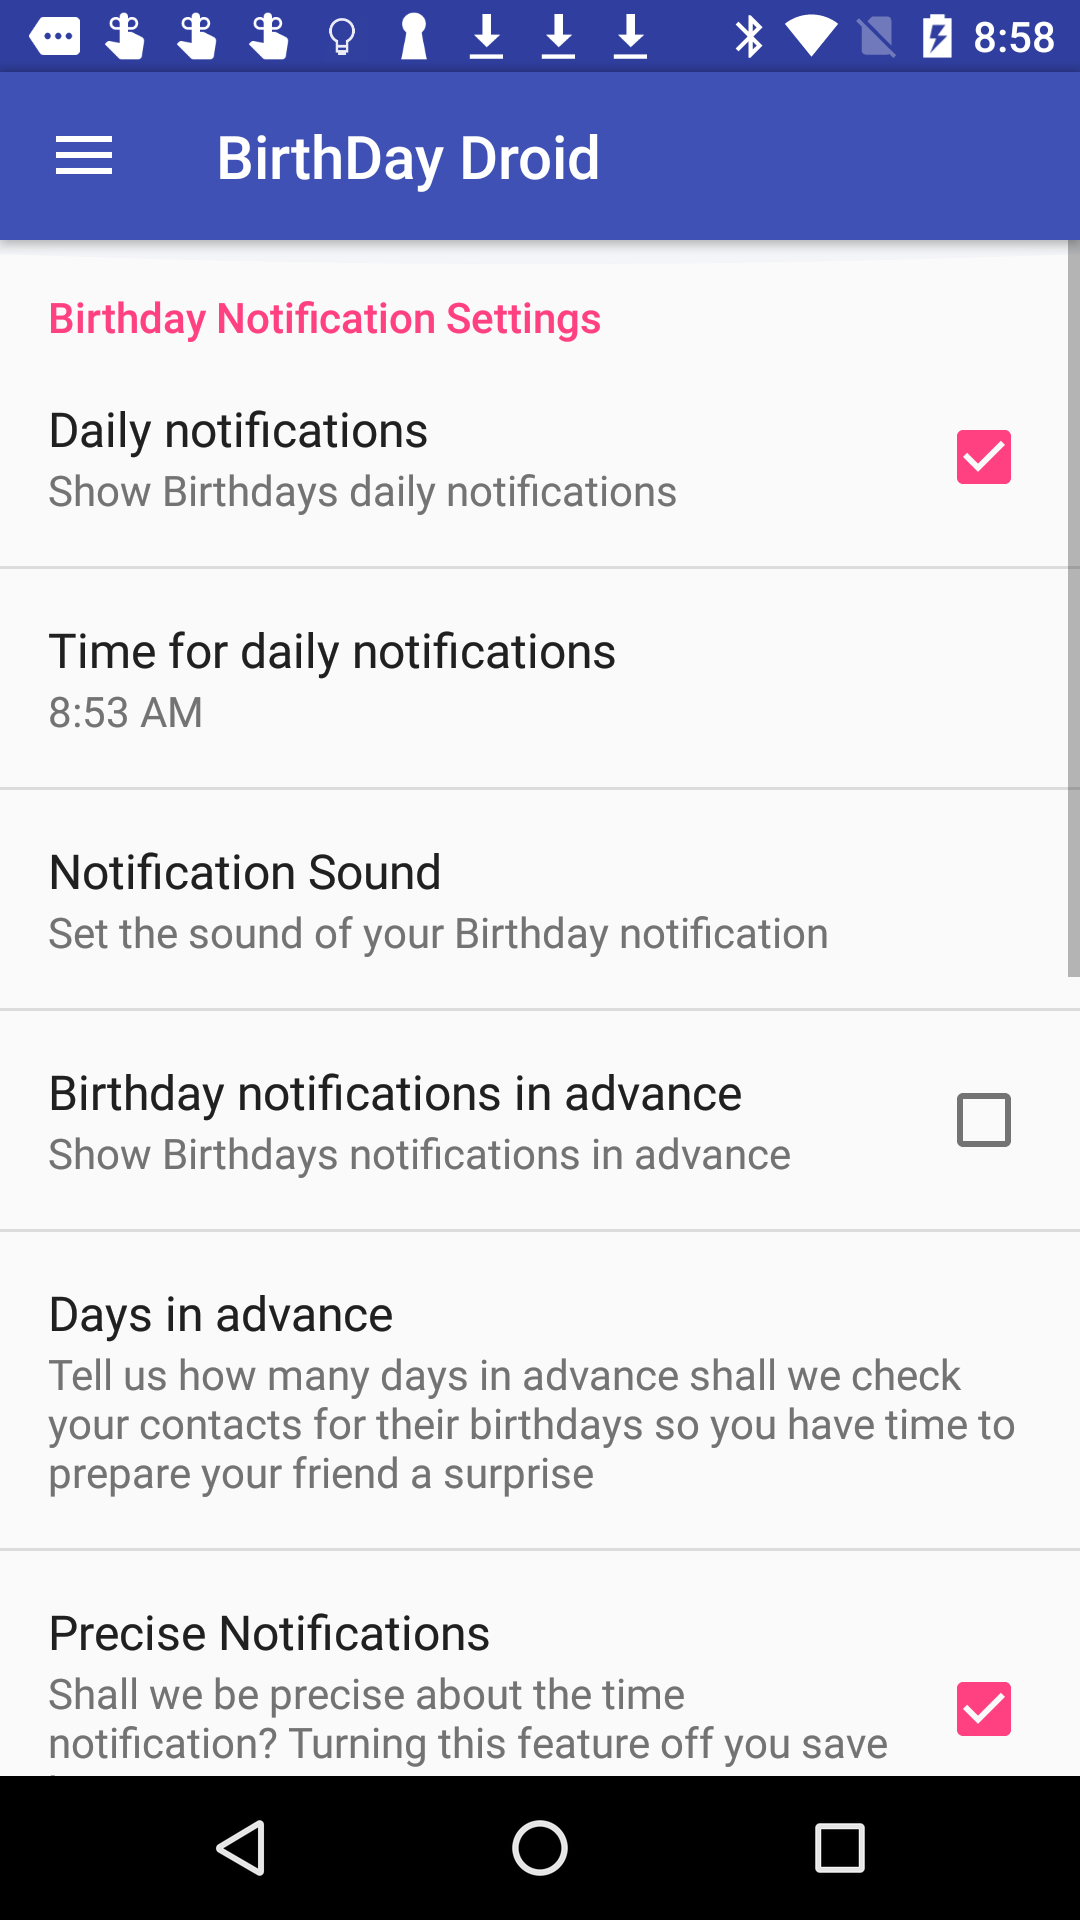 8:58
BirthDay Droid
Birthday Notification Settings
Daily notifications
Show Birthdays daily notifications
Time for daily notifications
8:53 AM
Notification Sound
Set the sound of your Birthday notification
Birthday notifications in advance
Show Birthdays notifications in advance
Days in advance
Tell us how many days in advance shall we check
your contacts for their birthdays so you have time to
prepare your friend a surprise
Precise Notifications
Shall we be precise about the time
notification? Turning this feature off you save